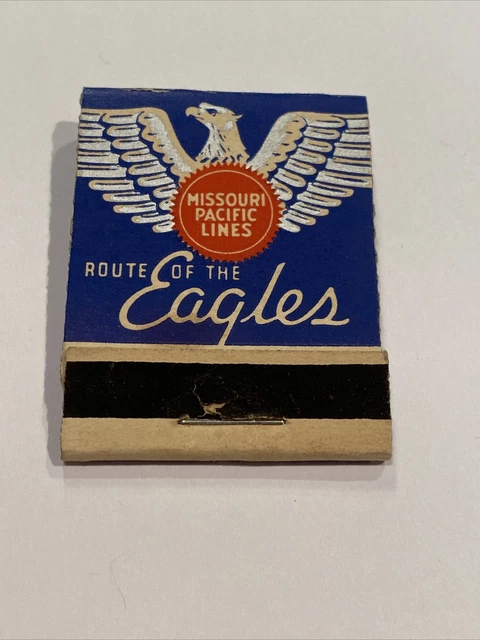 MISSOURI
PACIFIC
LINES
ROUTE OF THE
Eagles